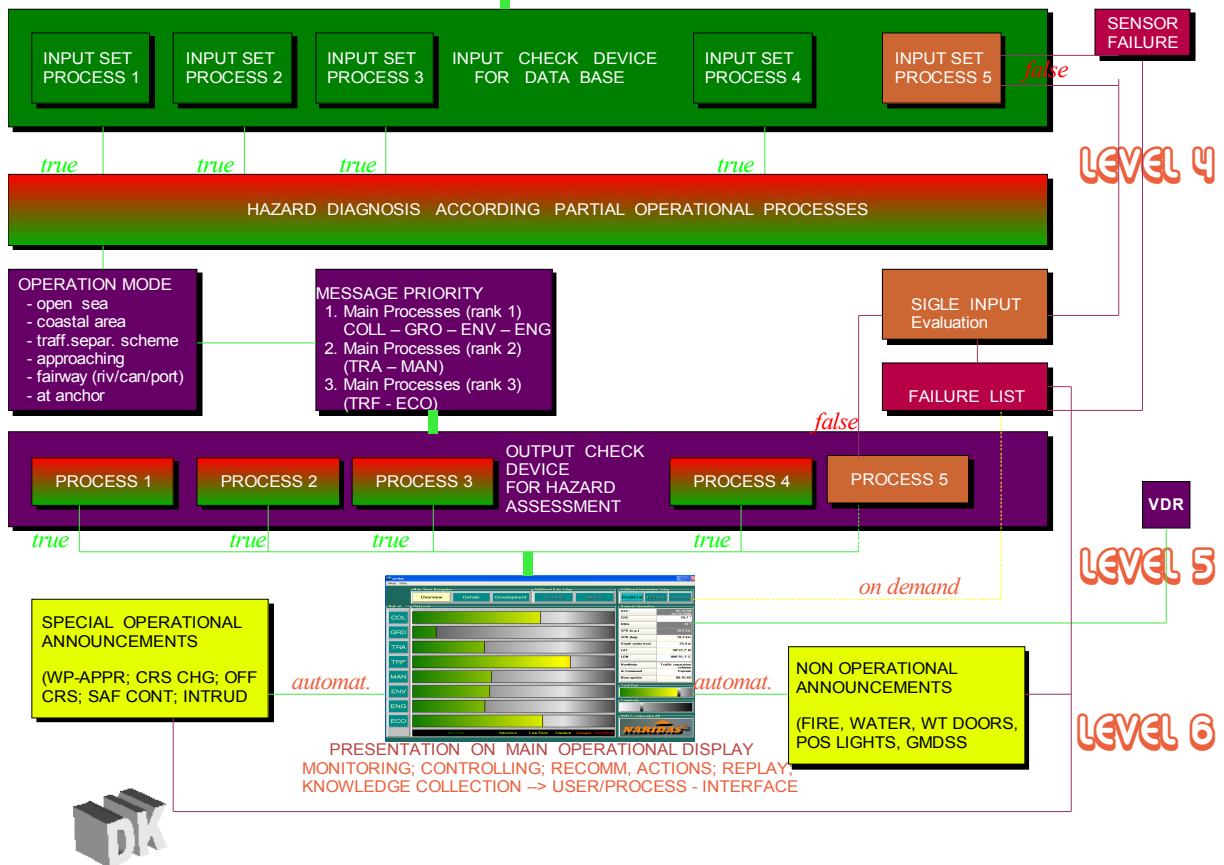 SENSOR
FAILURE
INPUT SET
PROCESS 1
INPUT SET
PROCESS 2
INPUT SET
PROCESS 3
INPUT CHECK DEVICE
FOR DATA BASE
INPUT SET
PROCESS 4
INPUT SET
PROCESS 5
false
true
true
true
true
LEVEL 4
HAZARD DIAGNOSIS ACCORDING PARTIAL OPERATIONAL PROCESSES
OPERATION MODE
- open sea
- coastal area
- traff.separ. scheme
- approaching
- fairway (riv/can/port)
- at anchor
MESSAGE PRIORITY
1. Main Processes (rank 1)
COLL – GRO – ENV – ENG
2. Main Processes (rank 2)
(TRA – MAN)
3. Main Processes (rank 3)
(TRF - ECO)
SIGLE INPUT
Evaluation
FAILURE LIST
false
PROCESS 1
PROCESS 2
PROCESS 3
OUTPUT CHECK
DEVICE
FOR HAZARD
ASSESSMENT
PROCESS 4
PROCESS 5
VDR
true
true
true
true
LEVEL 5
on demand
Overview
Details
Development
COL
GRD
TRA
TRF
MAN
ENV
ENG
ECO
NARIDAS
SPECIAL OPERATIONAL
ANNOUNCEMENTS
(WP-APPR; CRS CHG; OFF
CRS; SAF CONT; INTRUD
automat.
automat.
NON OPERATIONAL
ANNOUNCEMENTS
(FIRE, WATER, WT DOORS,
POS LIGHTS, GMDSS
LEVEL 6
PRESENTATION ON MAIN OPERATIONAL DISPLAY
MONITORING; CONTROLLING; RECOMM, ACTIONS; REPLAY;
KNOWLEDGE COLLECTION --> USER/PROCESS - INTERFACE
DK